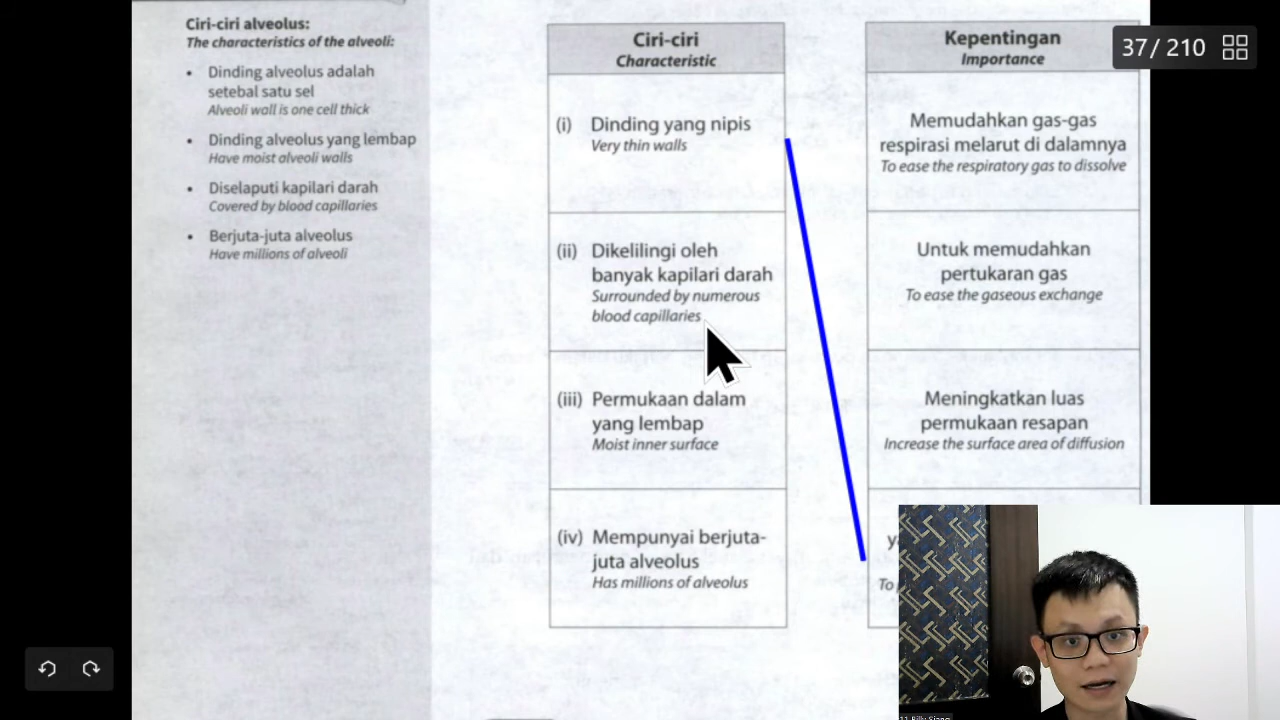 Ciri-ciri alveolus:
The characteristics of the alveoli:
• Dinding alveolus adalah
setebal satu sel
Alveoli wall is one cell thick
• Dinding alveolus yang lembap
Have moist alveoli walls
• Diselaputi kapilari darah
Covered by blood capillaries
• Berjuta-juta alveolus
Have millions of alveoli
Ciri-ciri
Characteristic
(i) Dinding yang nipis
Very thin walls
(ii) Dikelilingi oleh
banyak kapilari darah
Surrounded by numerous
blood capillaries
(iii) Permukaan dalam
yang lembap
Moist inner surface
(iv) Mempunyai berjuta-
juta alveolus
Has millions of alveolus
Kepentingan
Importance
Memudahkan gas-gas
respirasi melarut di dalamnya
To ease the respiratory gas to dissolve
Untuk memudahkan
pertukaran gas
To ease the gaseous exchange
Meningkatkan luas
permukaan resapan
Increase the surface area of diffusion
To
37/ 210